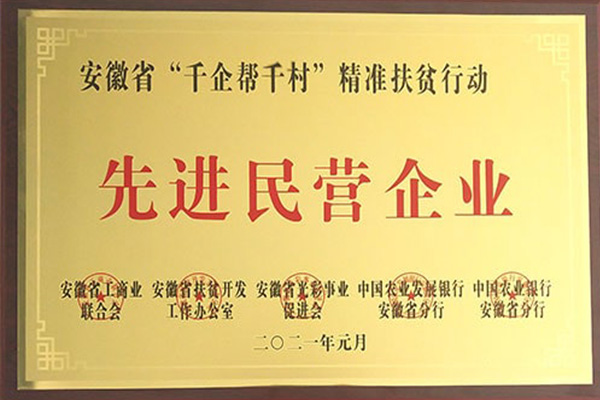 安徽省“千企帮千村”精准扶贫行动
先进民营企业
安徽省工商业 安徽省扶贫开发 安徽省光彩事业 中国农业发展银行 中国农业银行
联合会 工作办公室 促进会 安徽省分行 安徽省分行
二〇二一年元月